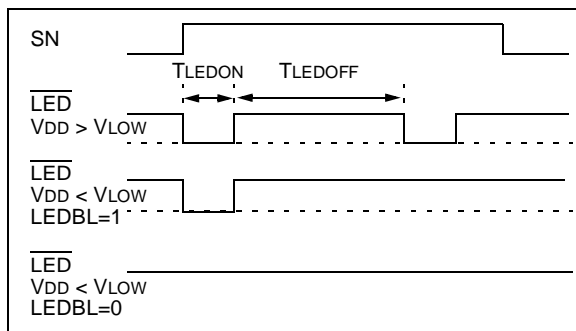 SN
TLEDON TLEDOFF
LED
VDD > VLOW
LED
VDD < VLOW
LEDBL=1
LED
VDD < VLOW
LEDBL=0